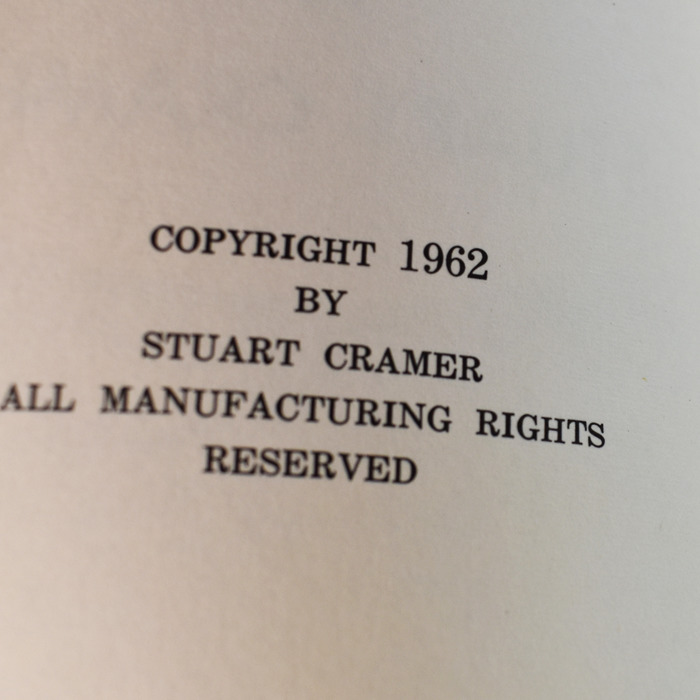 COPYRIGHT 1962
BY
STUART CRAMER
ALL MANUFACTURING RIGHTS
RESERVED